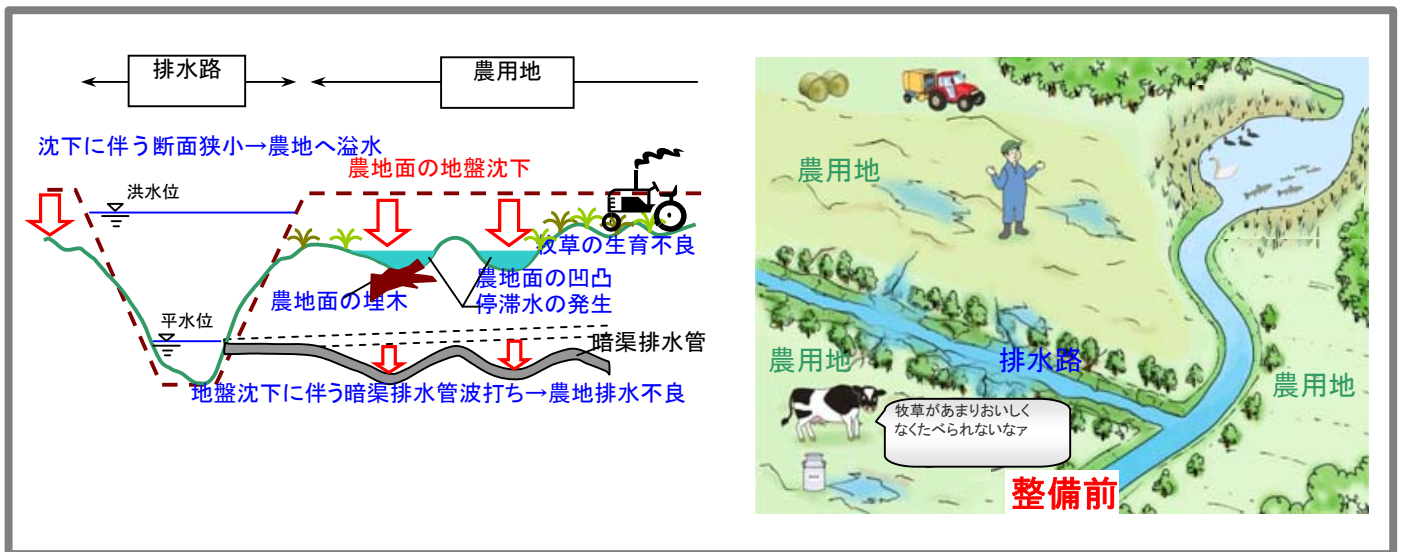 排水路
農用地
沈下に伴う断面狭小→農地へ溢水
農地面の地盤沈下
洪水位
牧草の生育不良
農地面の凹凸
停滞水の発生
農地面の埋木
平水位
暗渠排水管
地盤沈下に伴う暗渠排水管波打ち→農地排水不良
農用地
農用地
排水路
農用地
牧草があまりおいしく
なくたべられないなァ
整備前